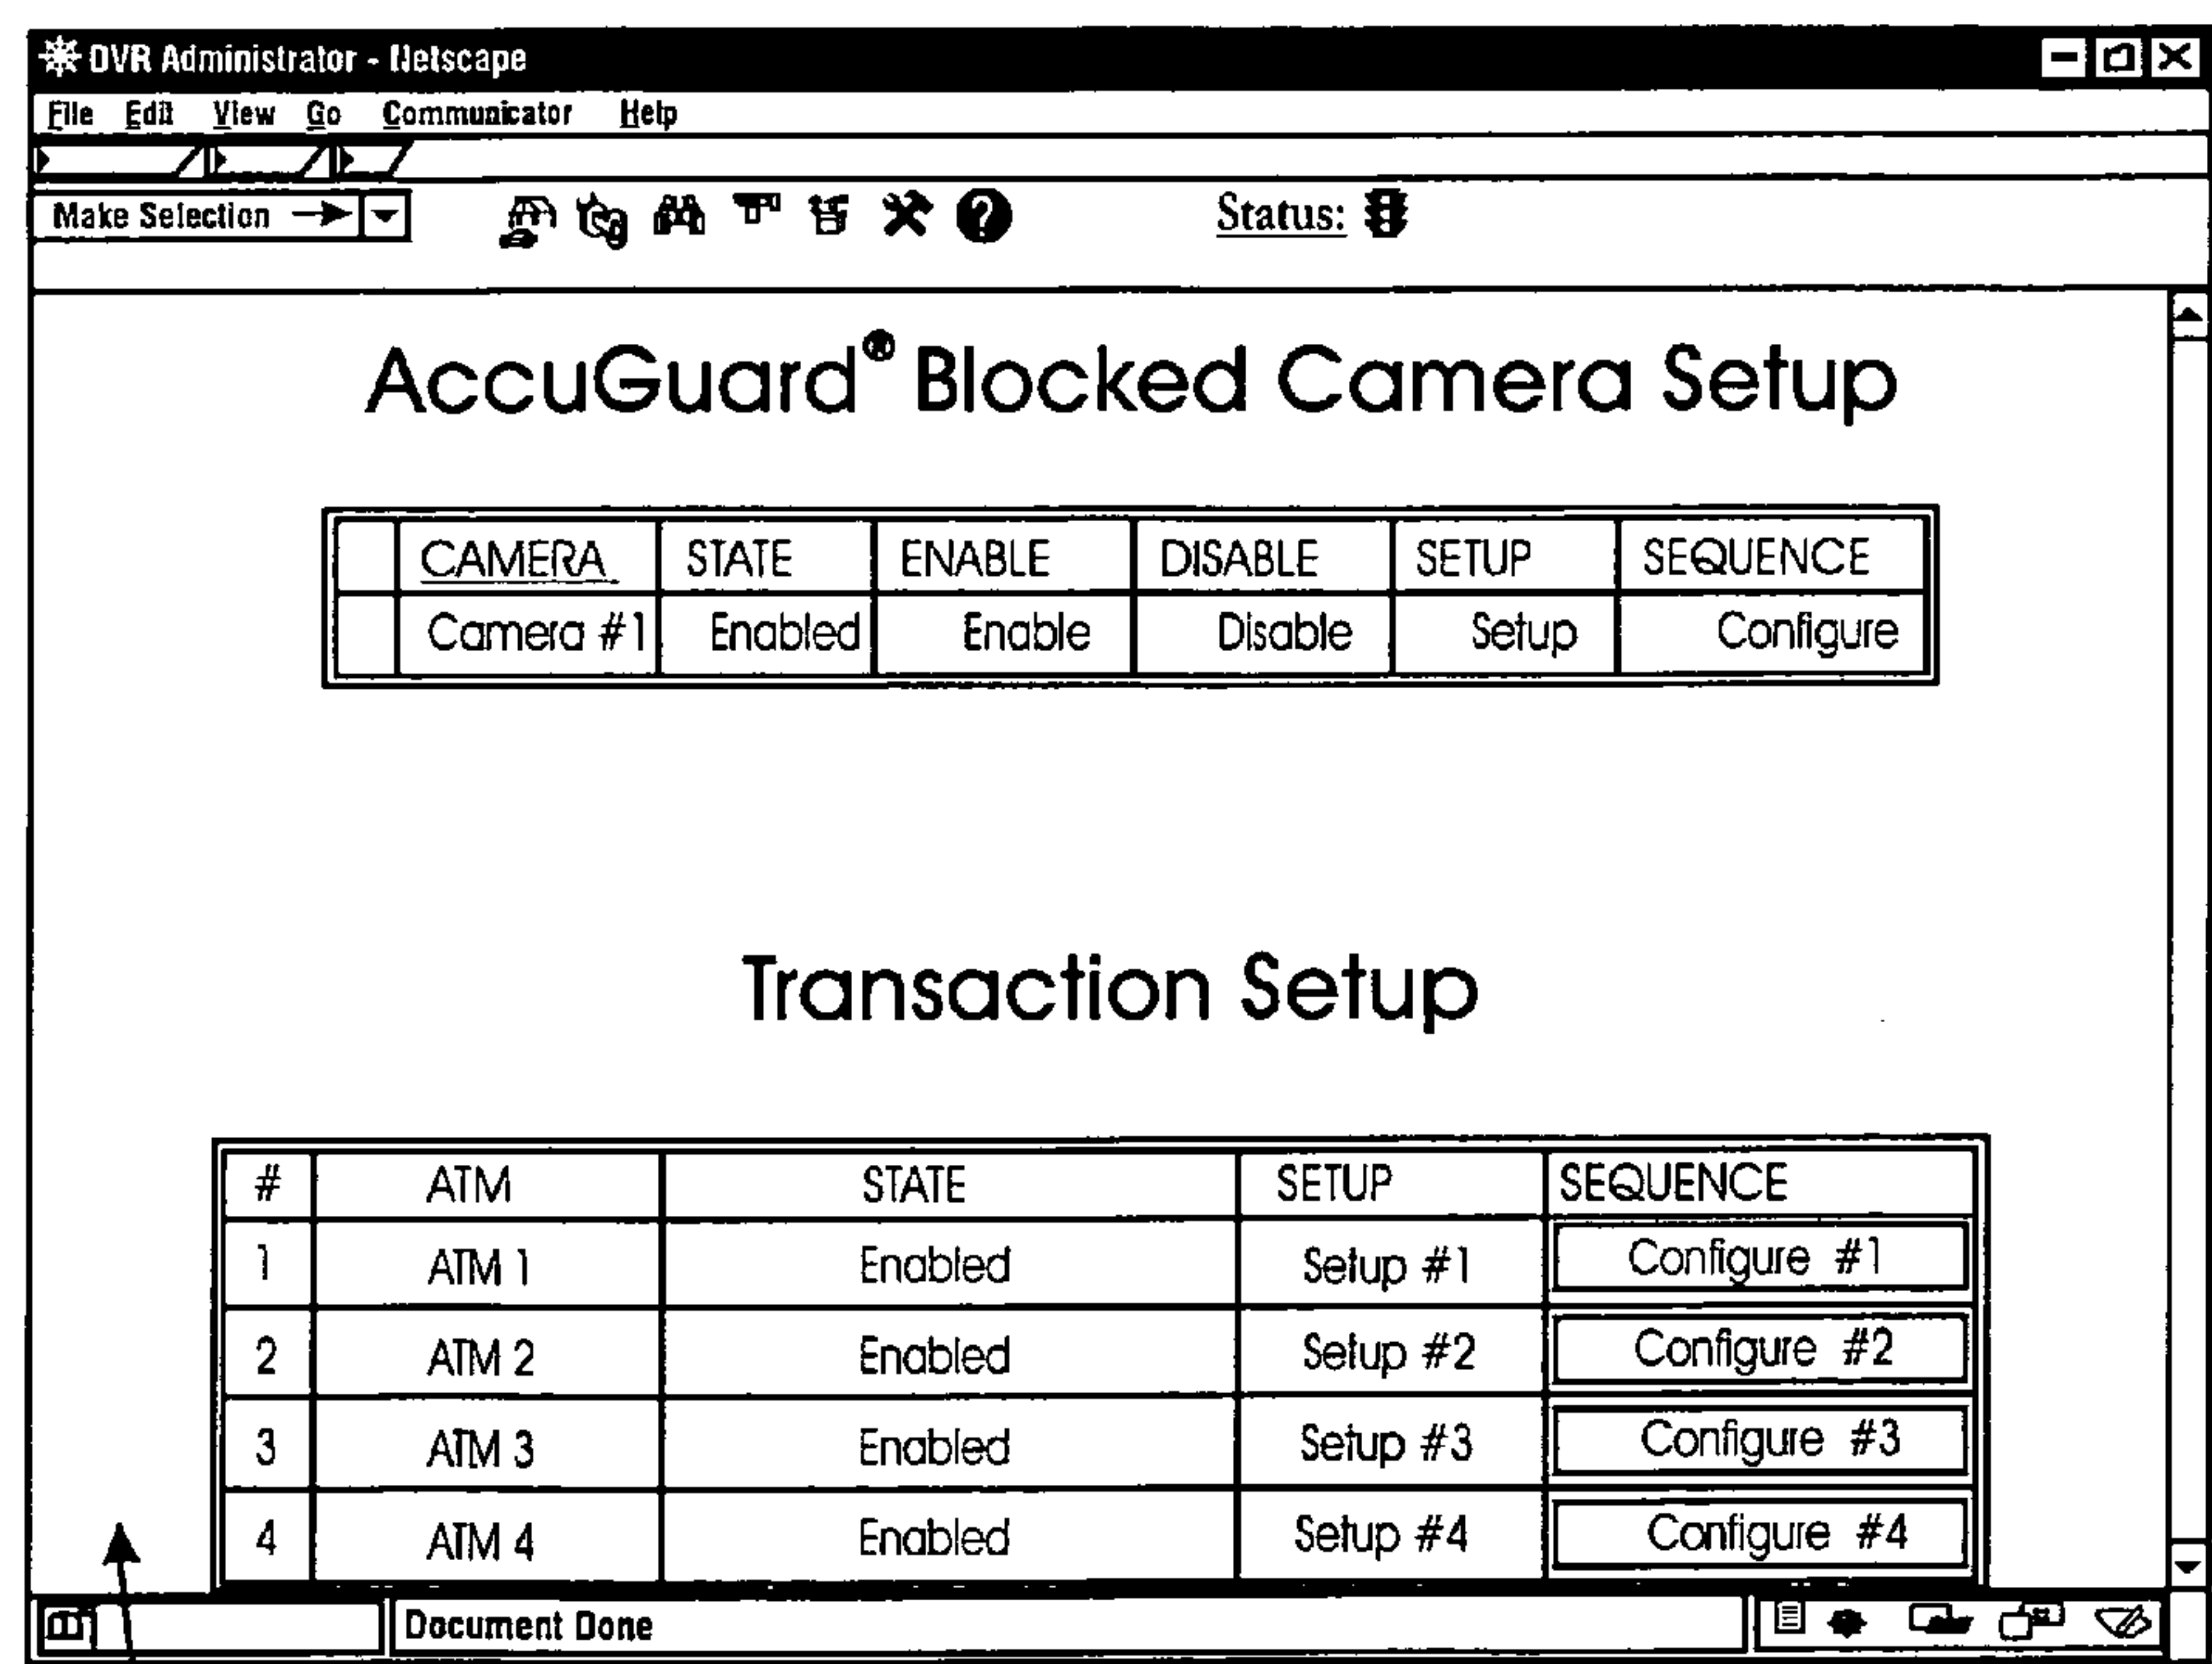 DVR Administrator - Netscape
File Edit View Go Communicator Help
Make Selection
Status:
AccuGuard® Blocked Camera Setup
CAMERA STATE ENABLE DISABLE SETUP SEQUENCE
Camera #1 Enabled Enable Disable Setup Configure
Transaction Setup
# ATM STATE SETUP SEQUENCE
1 ATM 1 Enabled Setup #1 Configure #1
2 ATM 2 Enabled Setup #2 Configure #2
3 ATM 3 Enabled Setup #3 Configure #3
4 ATM 4 Enabled Setup #4 Configure #4
Document Done